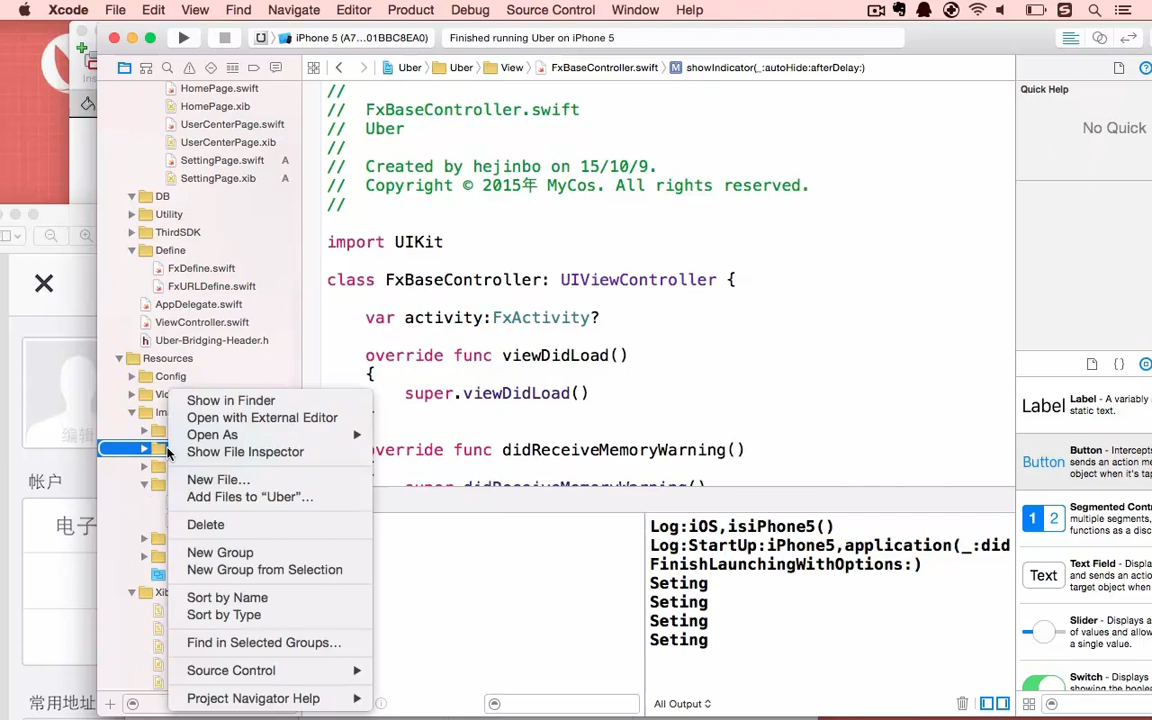 Xcode File Edit View Find Navigate Editor Product Debug Source Control Window Help
iPhone 5 (A7...01BBC8EA0)
Finished running Uber on iPhone 5
Uber Uber View FxBaseController.swift M showIndicator(_:autoHide:afterDelay:)
HomePage.swift
HomePage.xib
UserCenterPage.swift
UserCenterPage.xib
SettingPage.swift A
SettingPage.xib A
DB
Utility
ThirdSDK
Define
FxDefine.swift
FxURLDefine.swift
AppDelegate.swift
ViewController.swift
Uber-Bridging-Header.h
Resources
Config
Show in Finder
Open with External Editor
Open As
Show File Inspector
New File...
Add Files to “Uber”...
Delete
New Group
New Group from Selection
Sort by Name
Sort by Type
Find in Selected Groups...
Source Control
Project Navigator Help
//
// FxBaseController.swift
// Uber
//
// Created by hejinbo on 15/10/9.
// Copyright © 2015年 MyCos. All rights reserved.
//
import UIKit
class FxBaseController: UIViewController {
var activity:FxActivity?
override func viewDidLoad()
{
super.viewDidLoad()
override func didReceiveMemoryWarning()
Log:iOS,isiPhone5()
Log:StartUp:iPhone5,application(_:did
FinishLaunchingWithOptions:)
Seting
Seting
Seting
Seting
All Output
Quick Help
No Quick
Label Label - A variably
static text.
Button Button - Intercepts
sends an action me
target object when it's tap
1 2 Segmented Control
multiple segments,
functions as a disc
Text Text Field - Displa
and sends an action
target object when
Slider - Displays a
of values and allow
a single value.
Switch - Displays
编辑
帐户
电子
常用地址